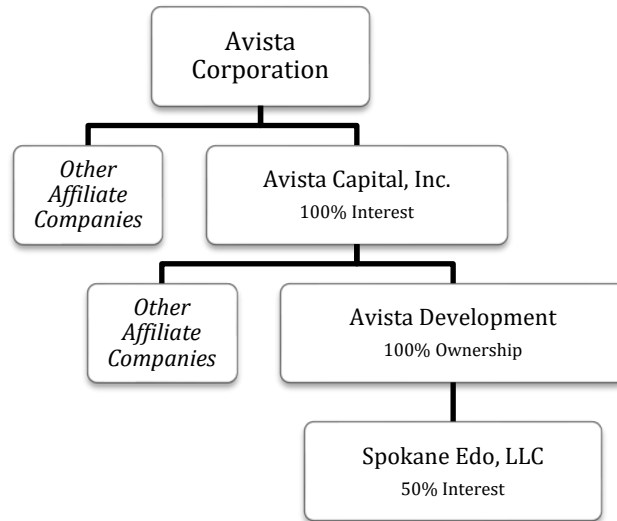 Avista
Corporation
Other
Affiliate
Companies
Avista Capital, Inc.
100% Interest
Other
Affiliate
Companies
Avista Development
100% Ownership
Spokane Edo, LLC
50% Interest